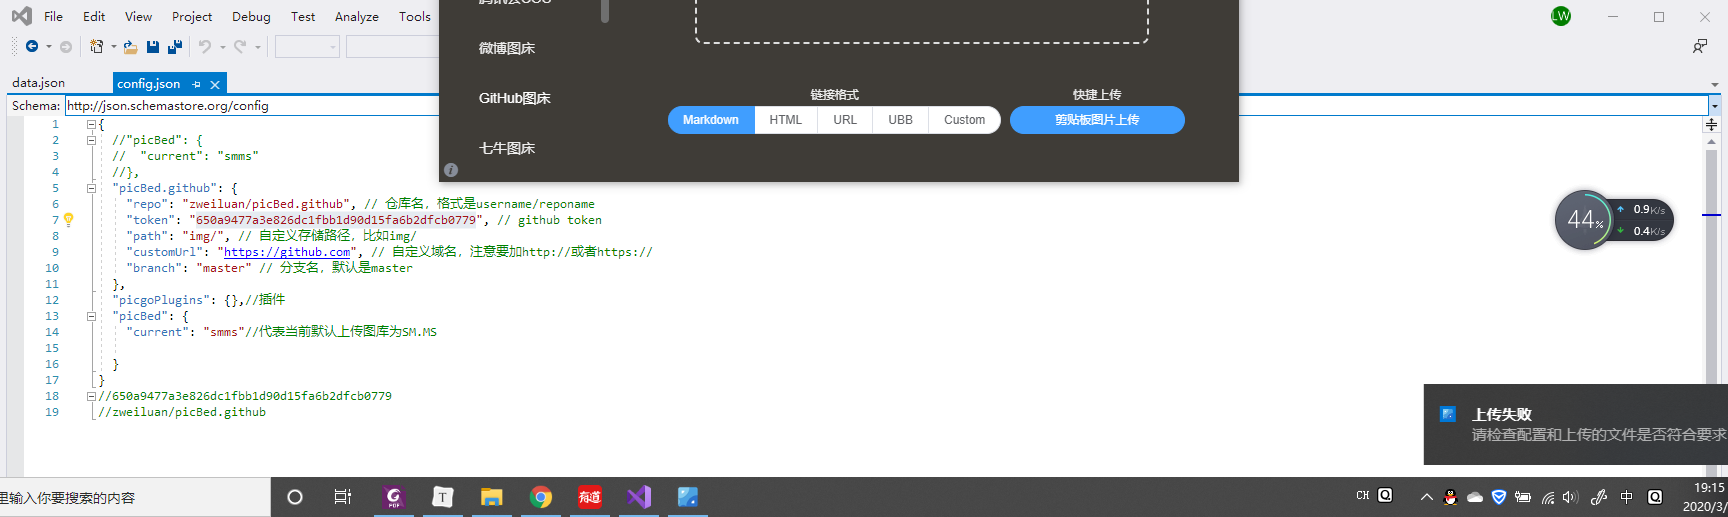 File Edit View Project Debug Test Analyze Tools
LW
data.json config.json
Schema: http://json.schemastore.org/config
微博图床
GitHub图床
七牛图床
链接格式 快捷上传
Markdown HTML URL UBB Custom 剪贴板图片上传
1 {
2 //"picBed": {
3 // "current": "smms"
4 //},
5 "picBed.github": {
6 "repo": "zweiluan/picBed.github", // 仓库名，格式是username/reponame
7 "token": "650a9477a3e826dc1fbb1d90d15fa6b2dfcb0779", // github token
8 "path": "img/", // 自定义存储路径，比如img/
9 "customUrl": "https://github.com", // 自定义域名，注意要加http://或者https://
10 "branch": "master" // 分支名，默认是master
11 },
12 "picgoPlugins": {},//插件
13 "picBed": {
14 "current": "smms"//代表当前默认上传图库为SM.MS
15
16 }
17 }
18 //650a9477a3e826dc1fbb1d90d15fa6b2dfcb0779
19 //zweiluan/picBed.github
44% 0.9K/s
0.4K/s
上传失败
请检查配置和上传的文件是否符合要求
里输入你要搜索的内容
PDF T 有道 CH Q 中 Q 19:15
2020/3/